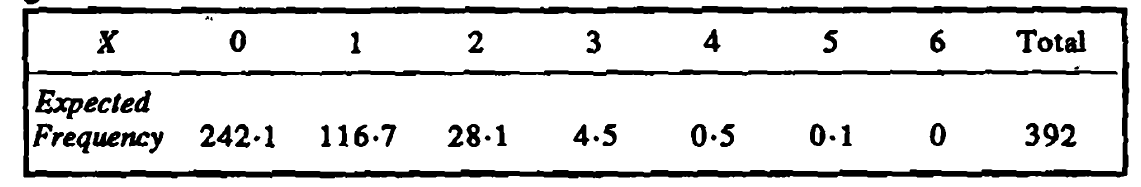 X 0 1 2 3 4 5 6 Total
Expected
Frequency 242·1 116·7 28·1 4·5 0·5 0·1 0 392